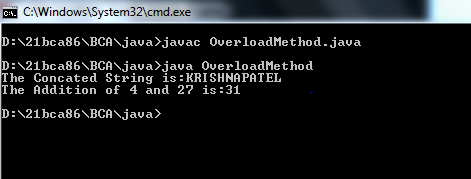 C:\Windows\System32\cmd.exe
D:\21bca86\BCA\java>javac OverloadMethod.java
D:\21bca86\BCA\java>java OverloadMethod
The Concated String is:KRISHNAPATEL
The Addition of 4 and 27 is:31
D:\21bca86\BCA\java>